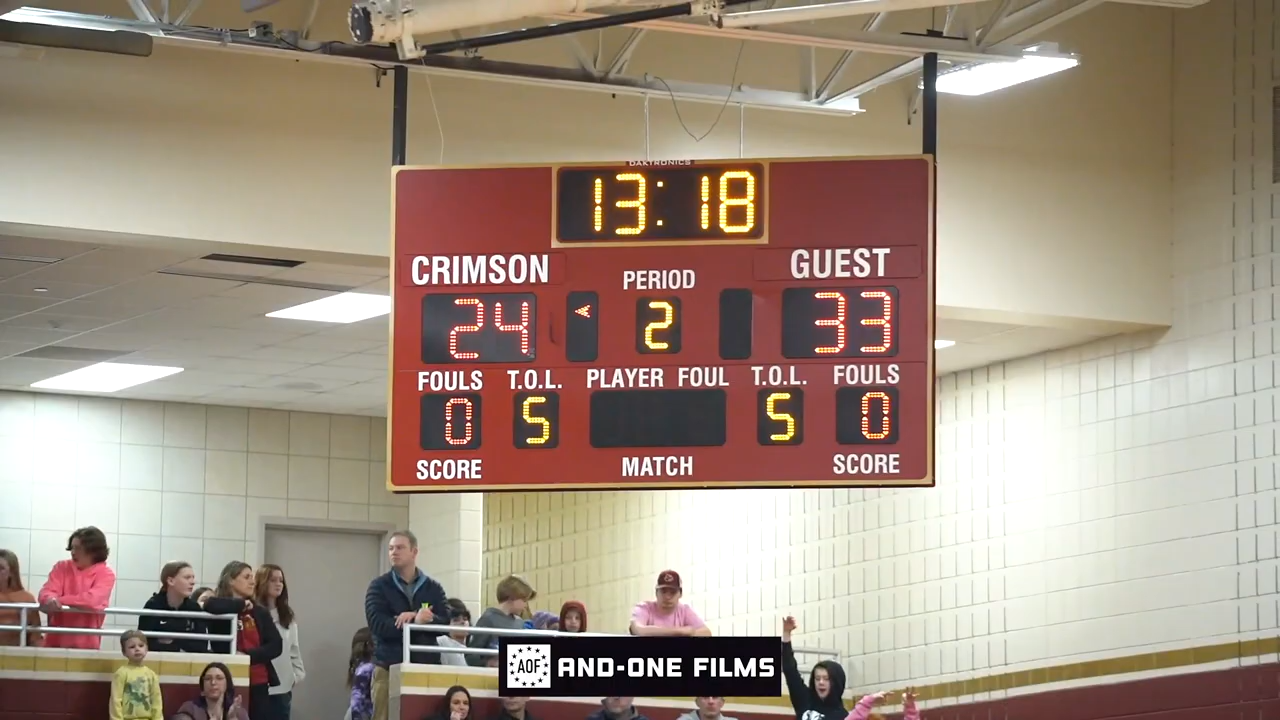 DAKTRONICS
13:18
CRIMSON
PERIOD
GUEST
24
2
33
FOULS T.O.L. PLAYER FOUL T.O.L. FOULS
0 5 5 0
SCORE MATCH SCORE
AOF AND-ONE FILMS